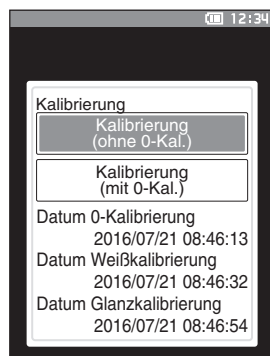 12:34
Kalibrierung
Kalibrierung
(ohne 0-Kal.)
Kalibrierung
(mit 0-Kal.)
Datum 0-Kalibrierung
2016/07/21 08:46:13
Datum Weißkalibrierung
2016/07/21 08:46:32
Datum Glanzkalibrierung
2016/07/21 08:46:54